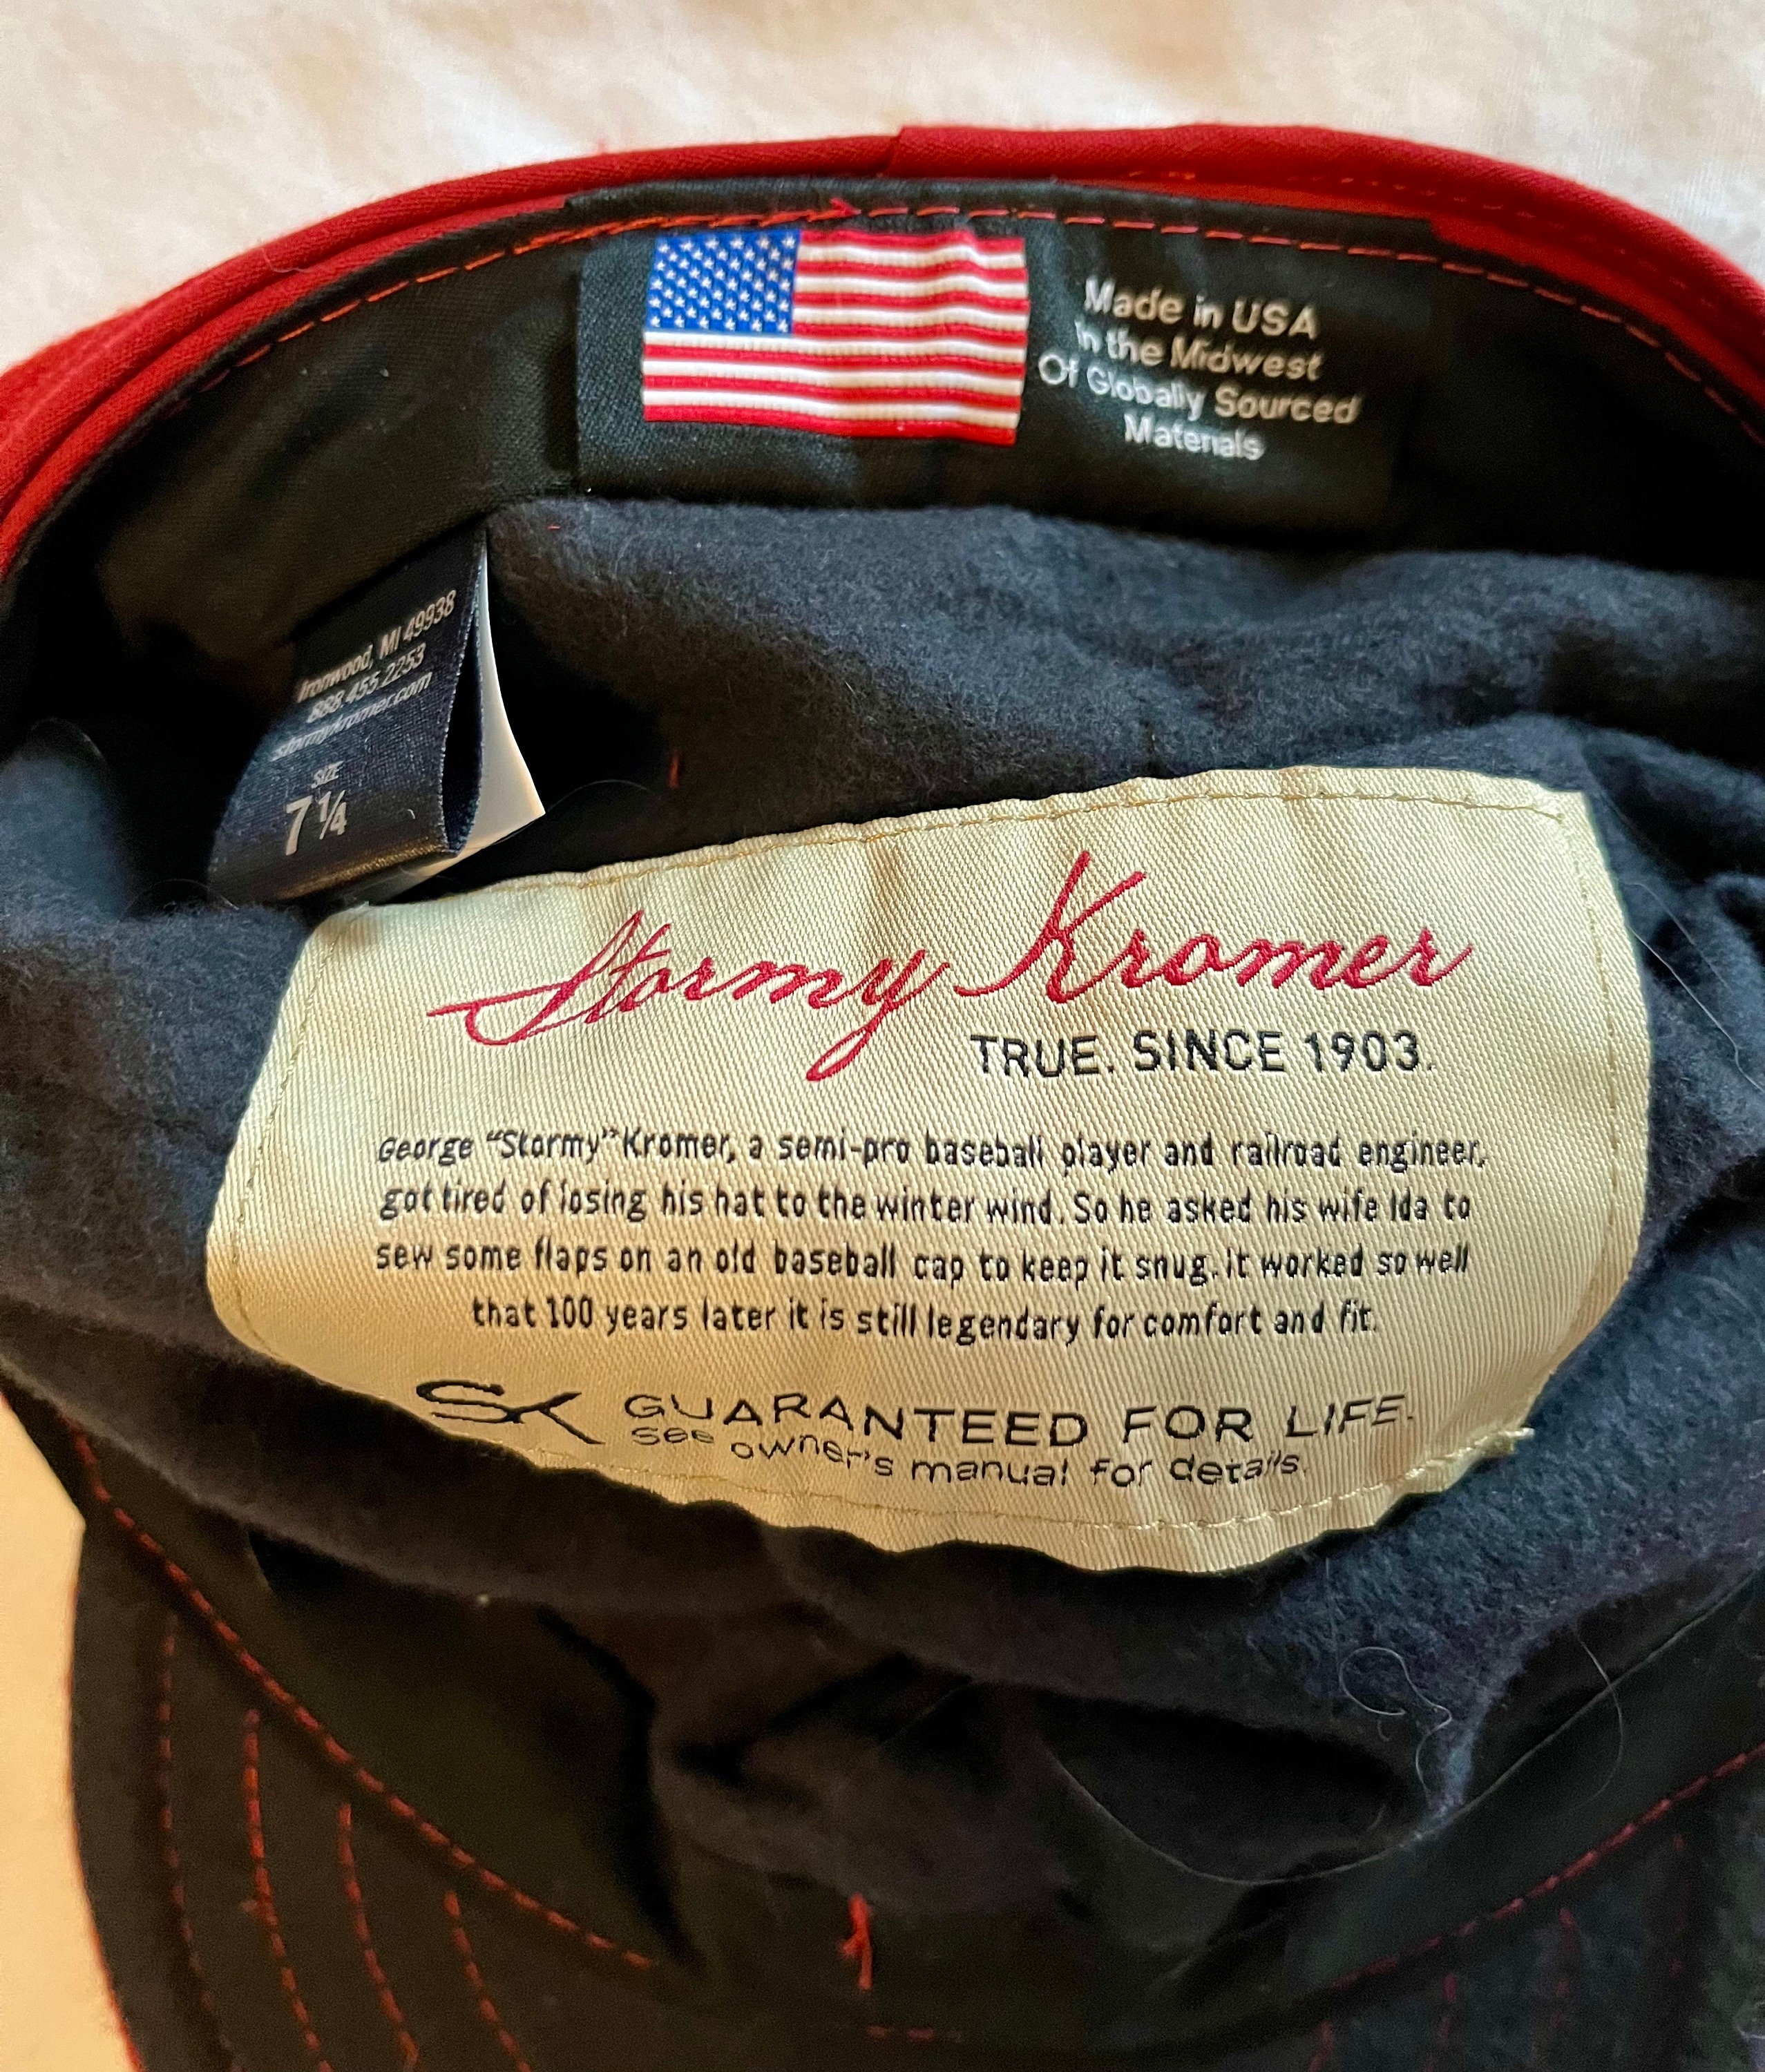 Made in USA
In the Midwest
Of Globally Sourced
Materials
Ironwood, MI 49938
888.455.2253
stormykromer.com
SIZE
7 1/4
Stormy Kromer
TRUE. SINCE 1903.
George “Stormy” Kromer, a semi-pro baseball player and railroad engineer,
got tired of losing his hat to the winter wind. So he asked his wife Ida to
sew some flaps on an old baseball cap to keep it snug. It worked so well
that 100 years later it is still legendary for comfort and fit.
SK GUARANTEED FOR LIFE.
see owner's manual for details.